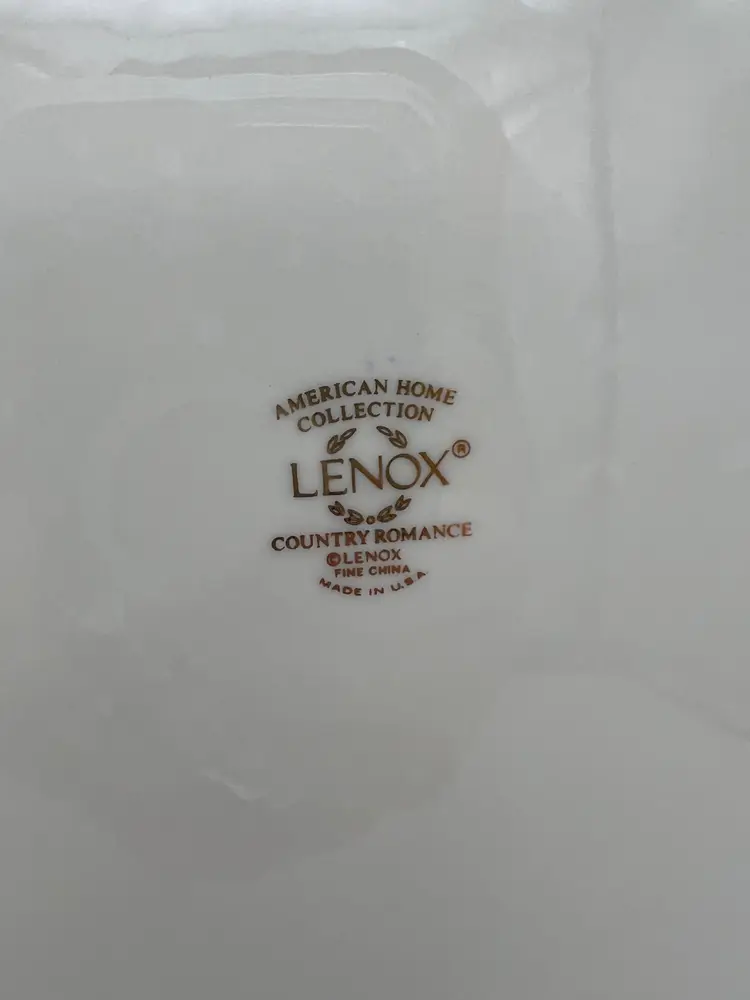 AMERICAN HOME
COLLECTION
LENOX®
COUNTRY ROMANCE
©LENOX
FINE CHINA
MADE IN U.S.A